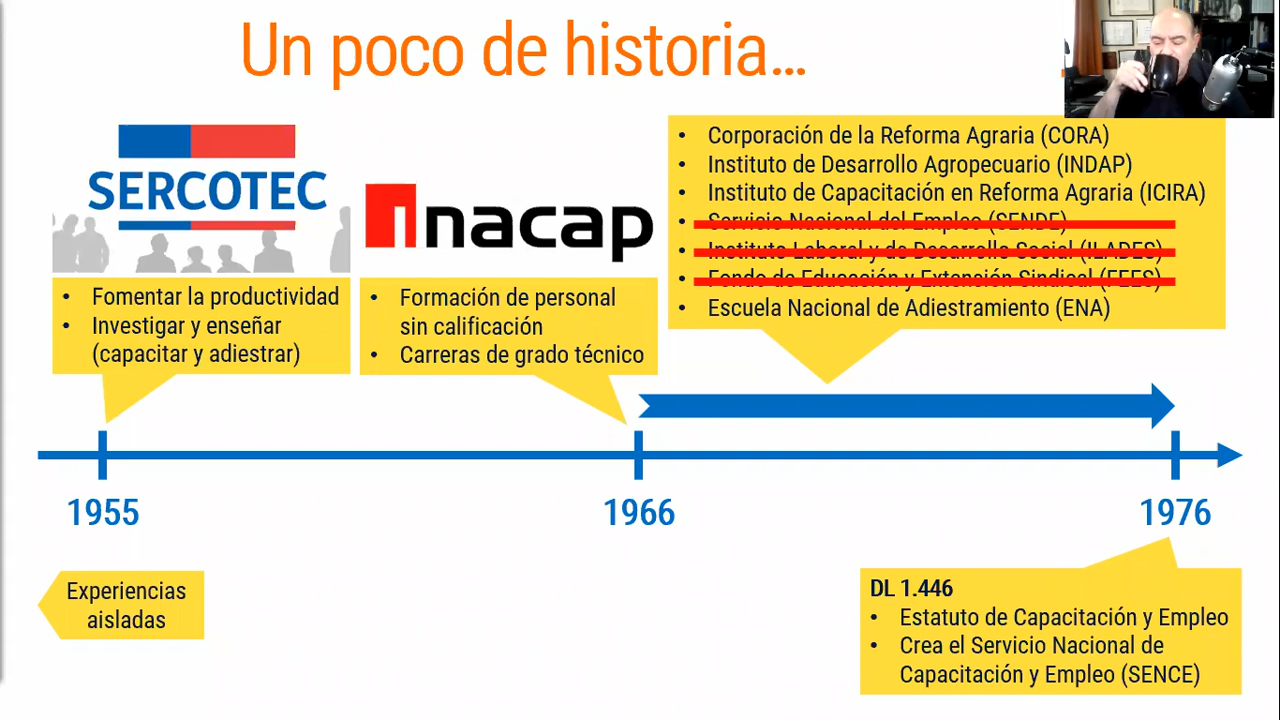 Un poco de historia...
SERCOTEC
• Fomentar la productividad
• Investigar y enseñar
(capacitar y adiestrar)
inacap
• Formación de personal
sin calificación
• Carreras de grado técnico
• Corporación de la Reforma Agraria (CORA)
• Instituto de Desarrollo Agropecuario (INDAP)
• Instituto de Capacitación en Reforma Agraria (ICIRA)
• Servicio Nacional del Empleo (SENDE)
• Instituto Laboral y de Desarrollo Social (ILADES)
• Fondo de Educación y Extensión Sindical (FEES)
• Escuela Nacional de Adiestramiento (ENA)
1955
1966
1976
Experiencias
aisladas
DL 1.446
• Estatuto de Capacitación y Empleo
• Crea el Servicio Nacional de
Capacitación y Empleo (SENCE)